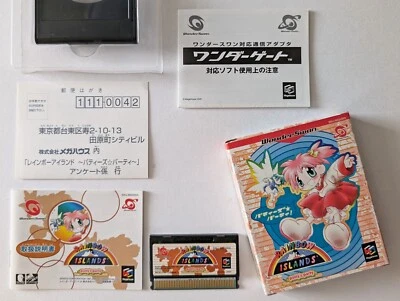 WonderSwan
ワンダースワン対応通信アダプタ
ワンダーゲート
対応ソフト使用上の注意
郵便はがき
1110042
東京都台東区寿2-10-13
田原町シティビル
株式会社メガハウス 内
「レインボーアイランド ~パティーズ☆パーティー」
アンケート係 行
WonderSwan
パティーズ☆パーティー!
RAINBOW
ISLANDS
取扱説明書
RAINBOW
ISLANDS
RAINBOW
ISLANDS